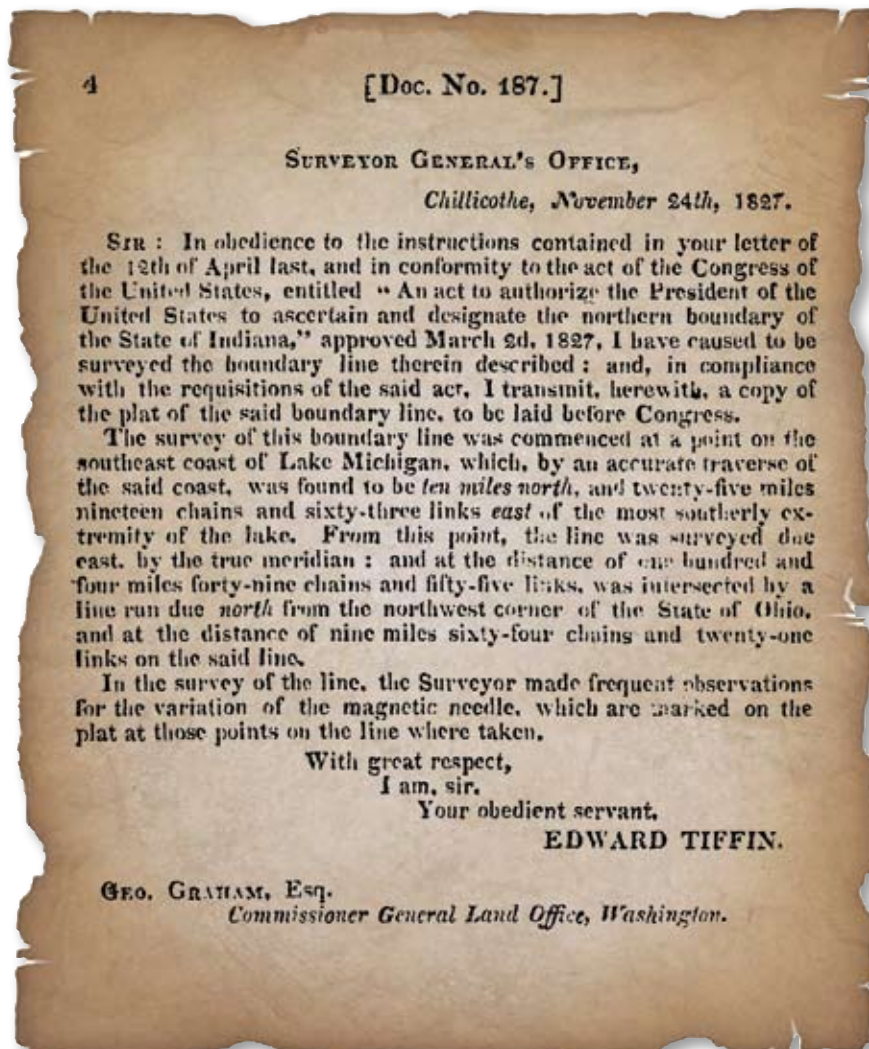 4 [Doc. No. 187.]
SURVEYOR GENERAL'S OFFICE,
Chillicothe, November 24th, 1827.
SIR : In obedience to the instructions contained in your letter of
the 12th of April last, and in conformity to the act of the Congress of
the United States, entitled “ An act to authorize the President of the
United States to ascertain and designate the northern boundary of
the State of Indiana,” approved March 2d, 1827, I have caused to be
surveyed the boundary line therein described : and, in compliance
with the requisitions of the said act, I transmit, herewith, a copy of
the plat of the said boundary line, to be laid before Congress.
The survey of this boundary line was commenced at a point on the
southeast coast of Lake Michigan, which, by an accurate traverse of
the said coast, was found to be ten miles north, and twenty-five miles
nineteen chains and sixty-three links east of the most southerly ex-
tremity of the lake. From this point, the line was surveyed due
east, by the true meridian : and at the distance of one hundred and
four miles forty-nine chains and fifty-five links, was intersected by a
line run due north from the northwest corner of the State of Ohio,
and at the distance of nine miles sixty-four chains and twenty-one
links on the said line.
In the survey of the line, the Surveyor made frequent observations
for the variation of the magnetic needle, which are marked on the
plat at those points on the line where taken.
With great respect,
I am, sir,
Your obedient servant,
EDWARD TIFFIN.
GEO. GRAHAM, Esq.
Commissioner General Land Office, Washington.